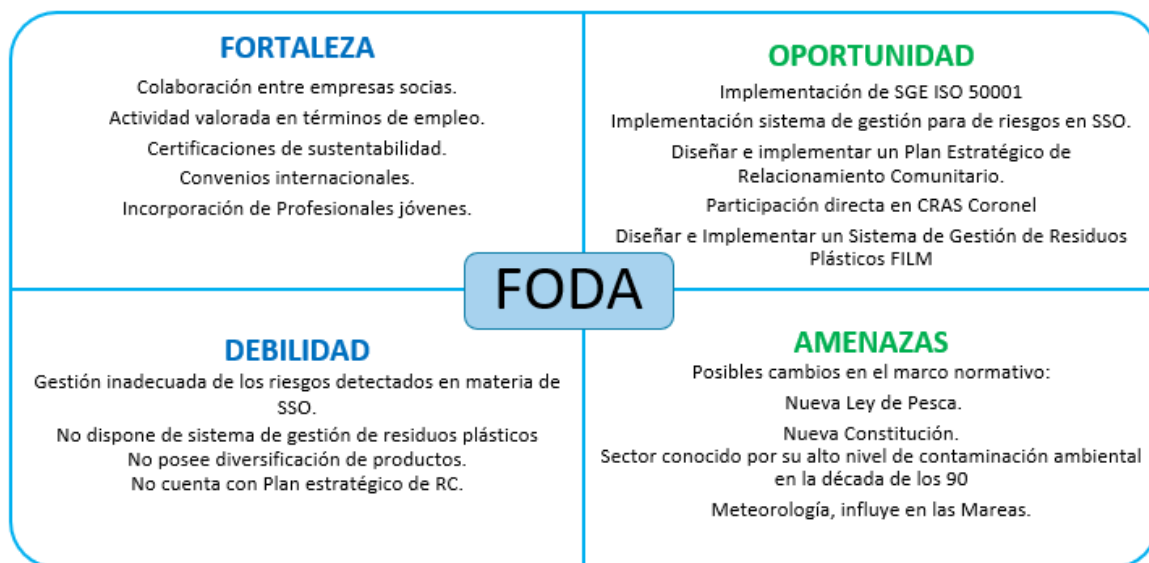 FORTALEZA
Colaboración entre empresas socias.
Actividad valorada en términos de empleo.
Certificaciones de sustentabilidad.
Convenios internacionales.
Incorporación de Profesionales jóvenes.
OPORTUNIDAD
Implementación de SGE ISO 50001
Implementación sistema de gestión para de riesgos en SSO.
Diseñar e implementar un Plan Estratégico de
Relacionamiento Comunitario.
Participación directa en CRAS Coronel
Diseñar e Implementar un Sistema de Gestión de Residuos
Plásticos FILM
FODA
DEBILIDAD
Gestión inadecuada de los riesgos detectados en materia de
SSO.
No dispone de sistema de gestión de residuos plásticos
No posee diversificación de productos.
No cuenta con Plan estratégico de RC.
AMENAZAS
Posibles cambios en el marco normativo:
Nueva Ley de Pesca.
Nueva Constitución.
Sector conocido por su alto nivel de contaminación ambiental
en la década de los 90
Meteorología, influye en las Mareas.